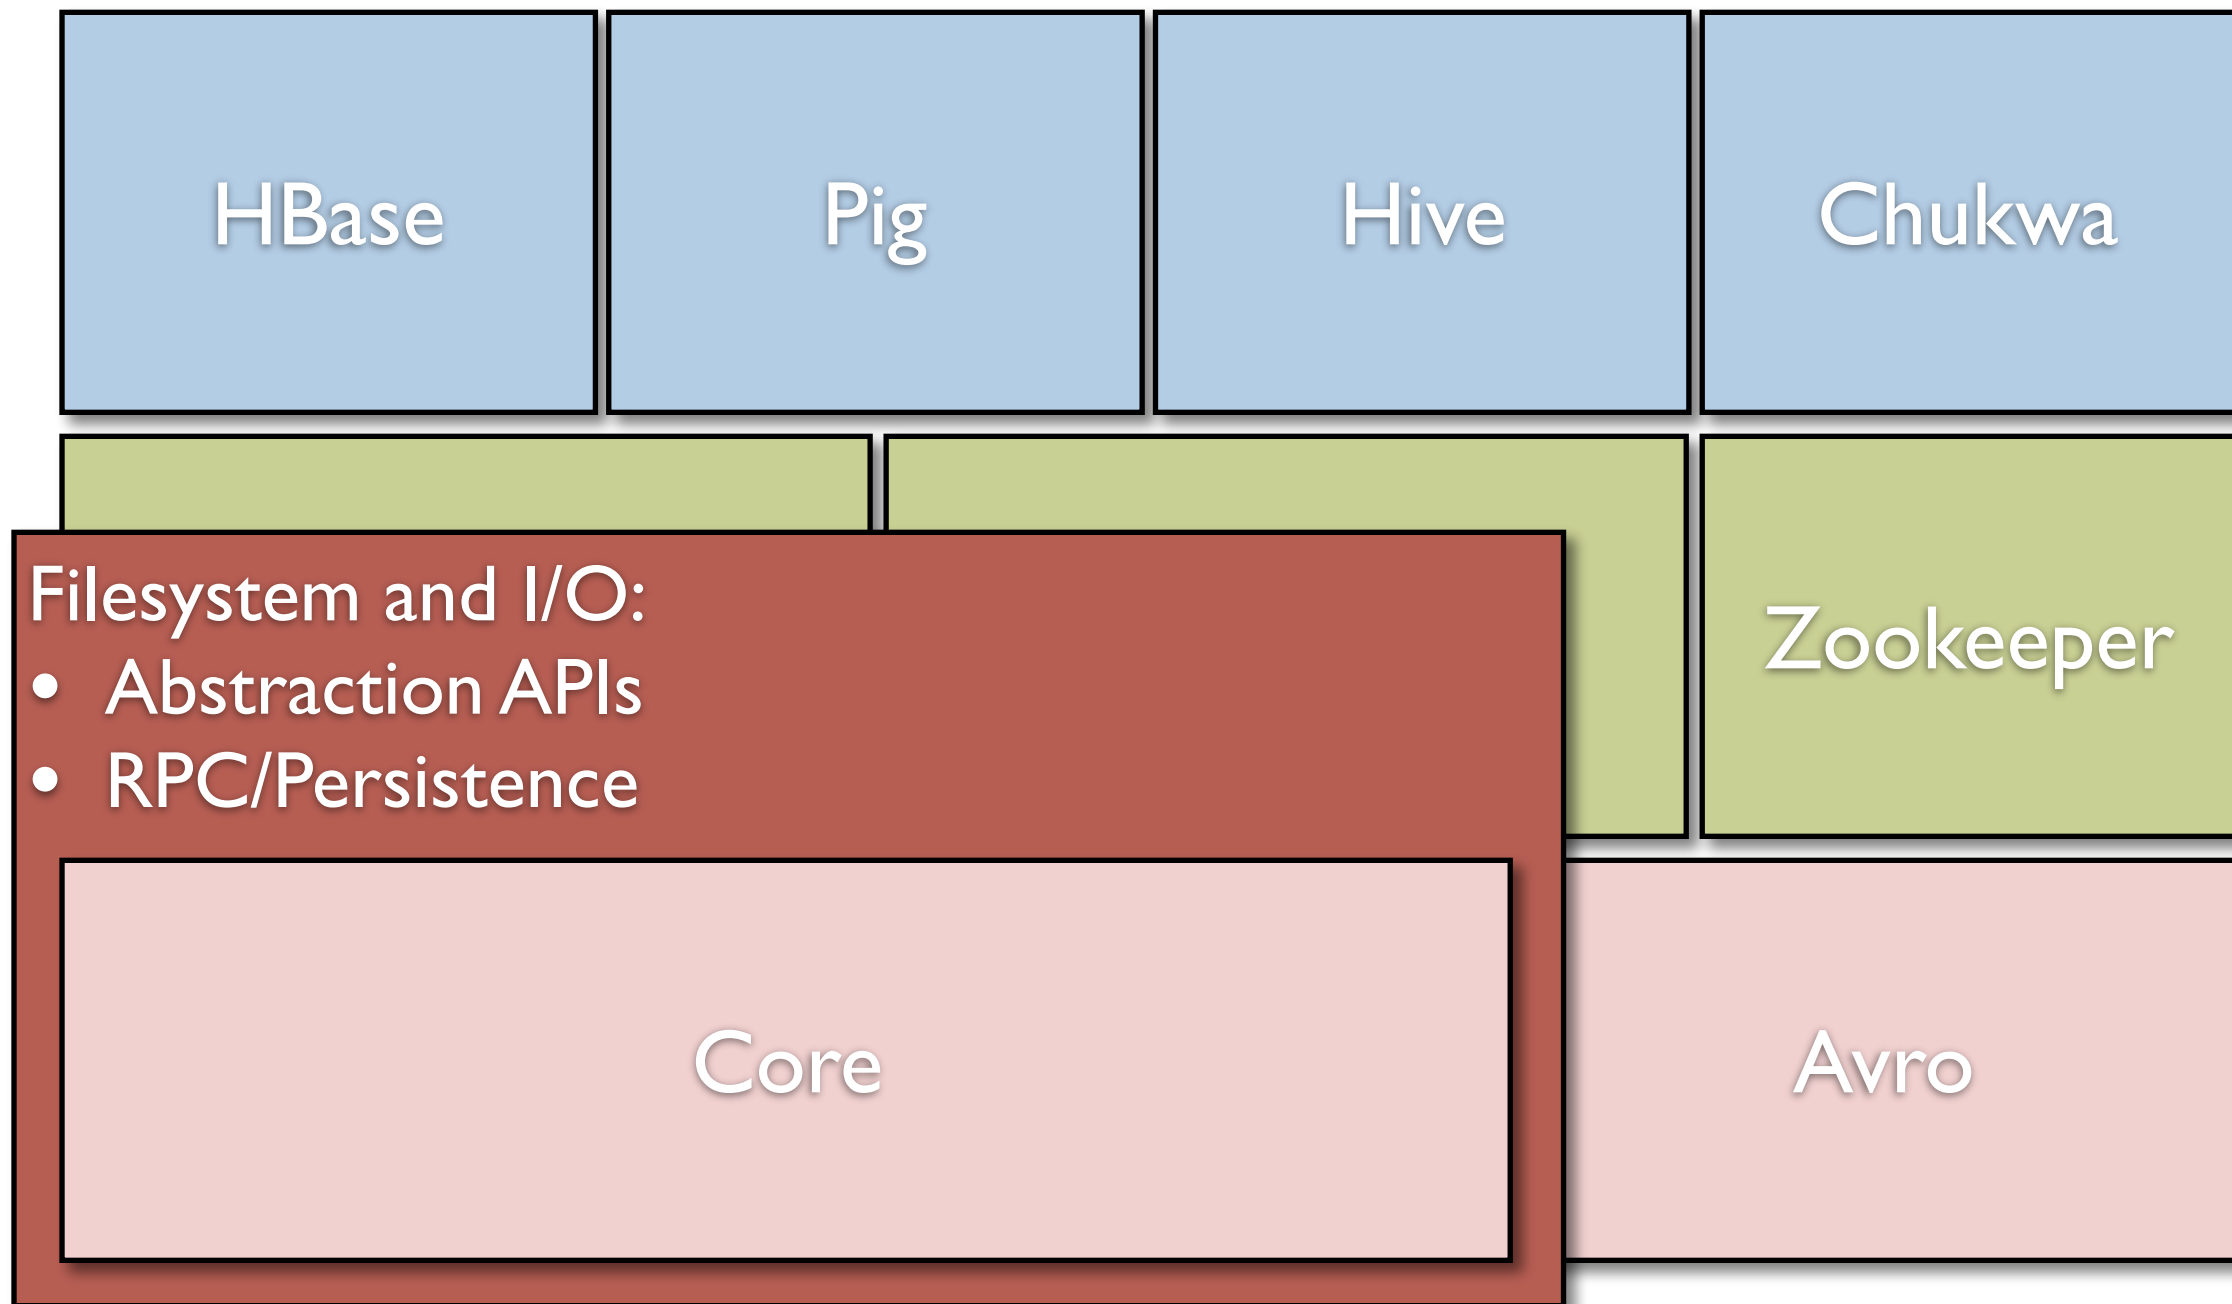 HBase
Pig
Hive
Chukwa
Filesystem and I/O:
• Abstraction APIs
• RPC/Persistence
Zookeeper
Core
Avro